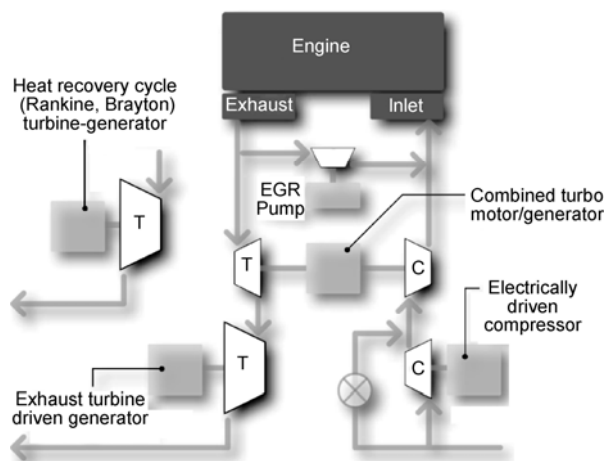 Engine
Exhaust
Inlet
Heat recovery cycle
(Rankine, Brayton)
turbine-generator
T
EGR
Pump
Combined turbo
motor/generator
T
C
Electrically
driven
compressor
T
C
Exhaust turbine
driven generator